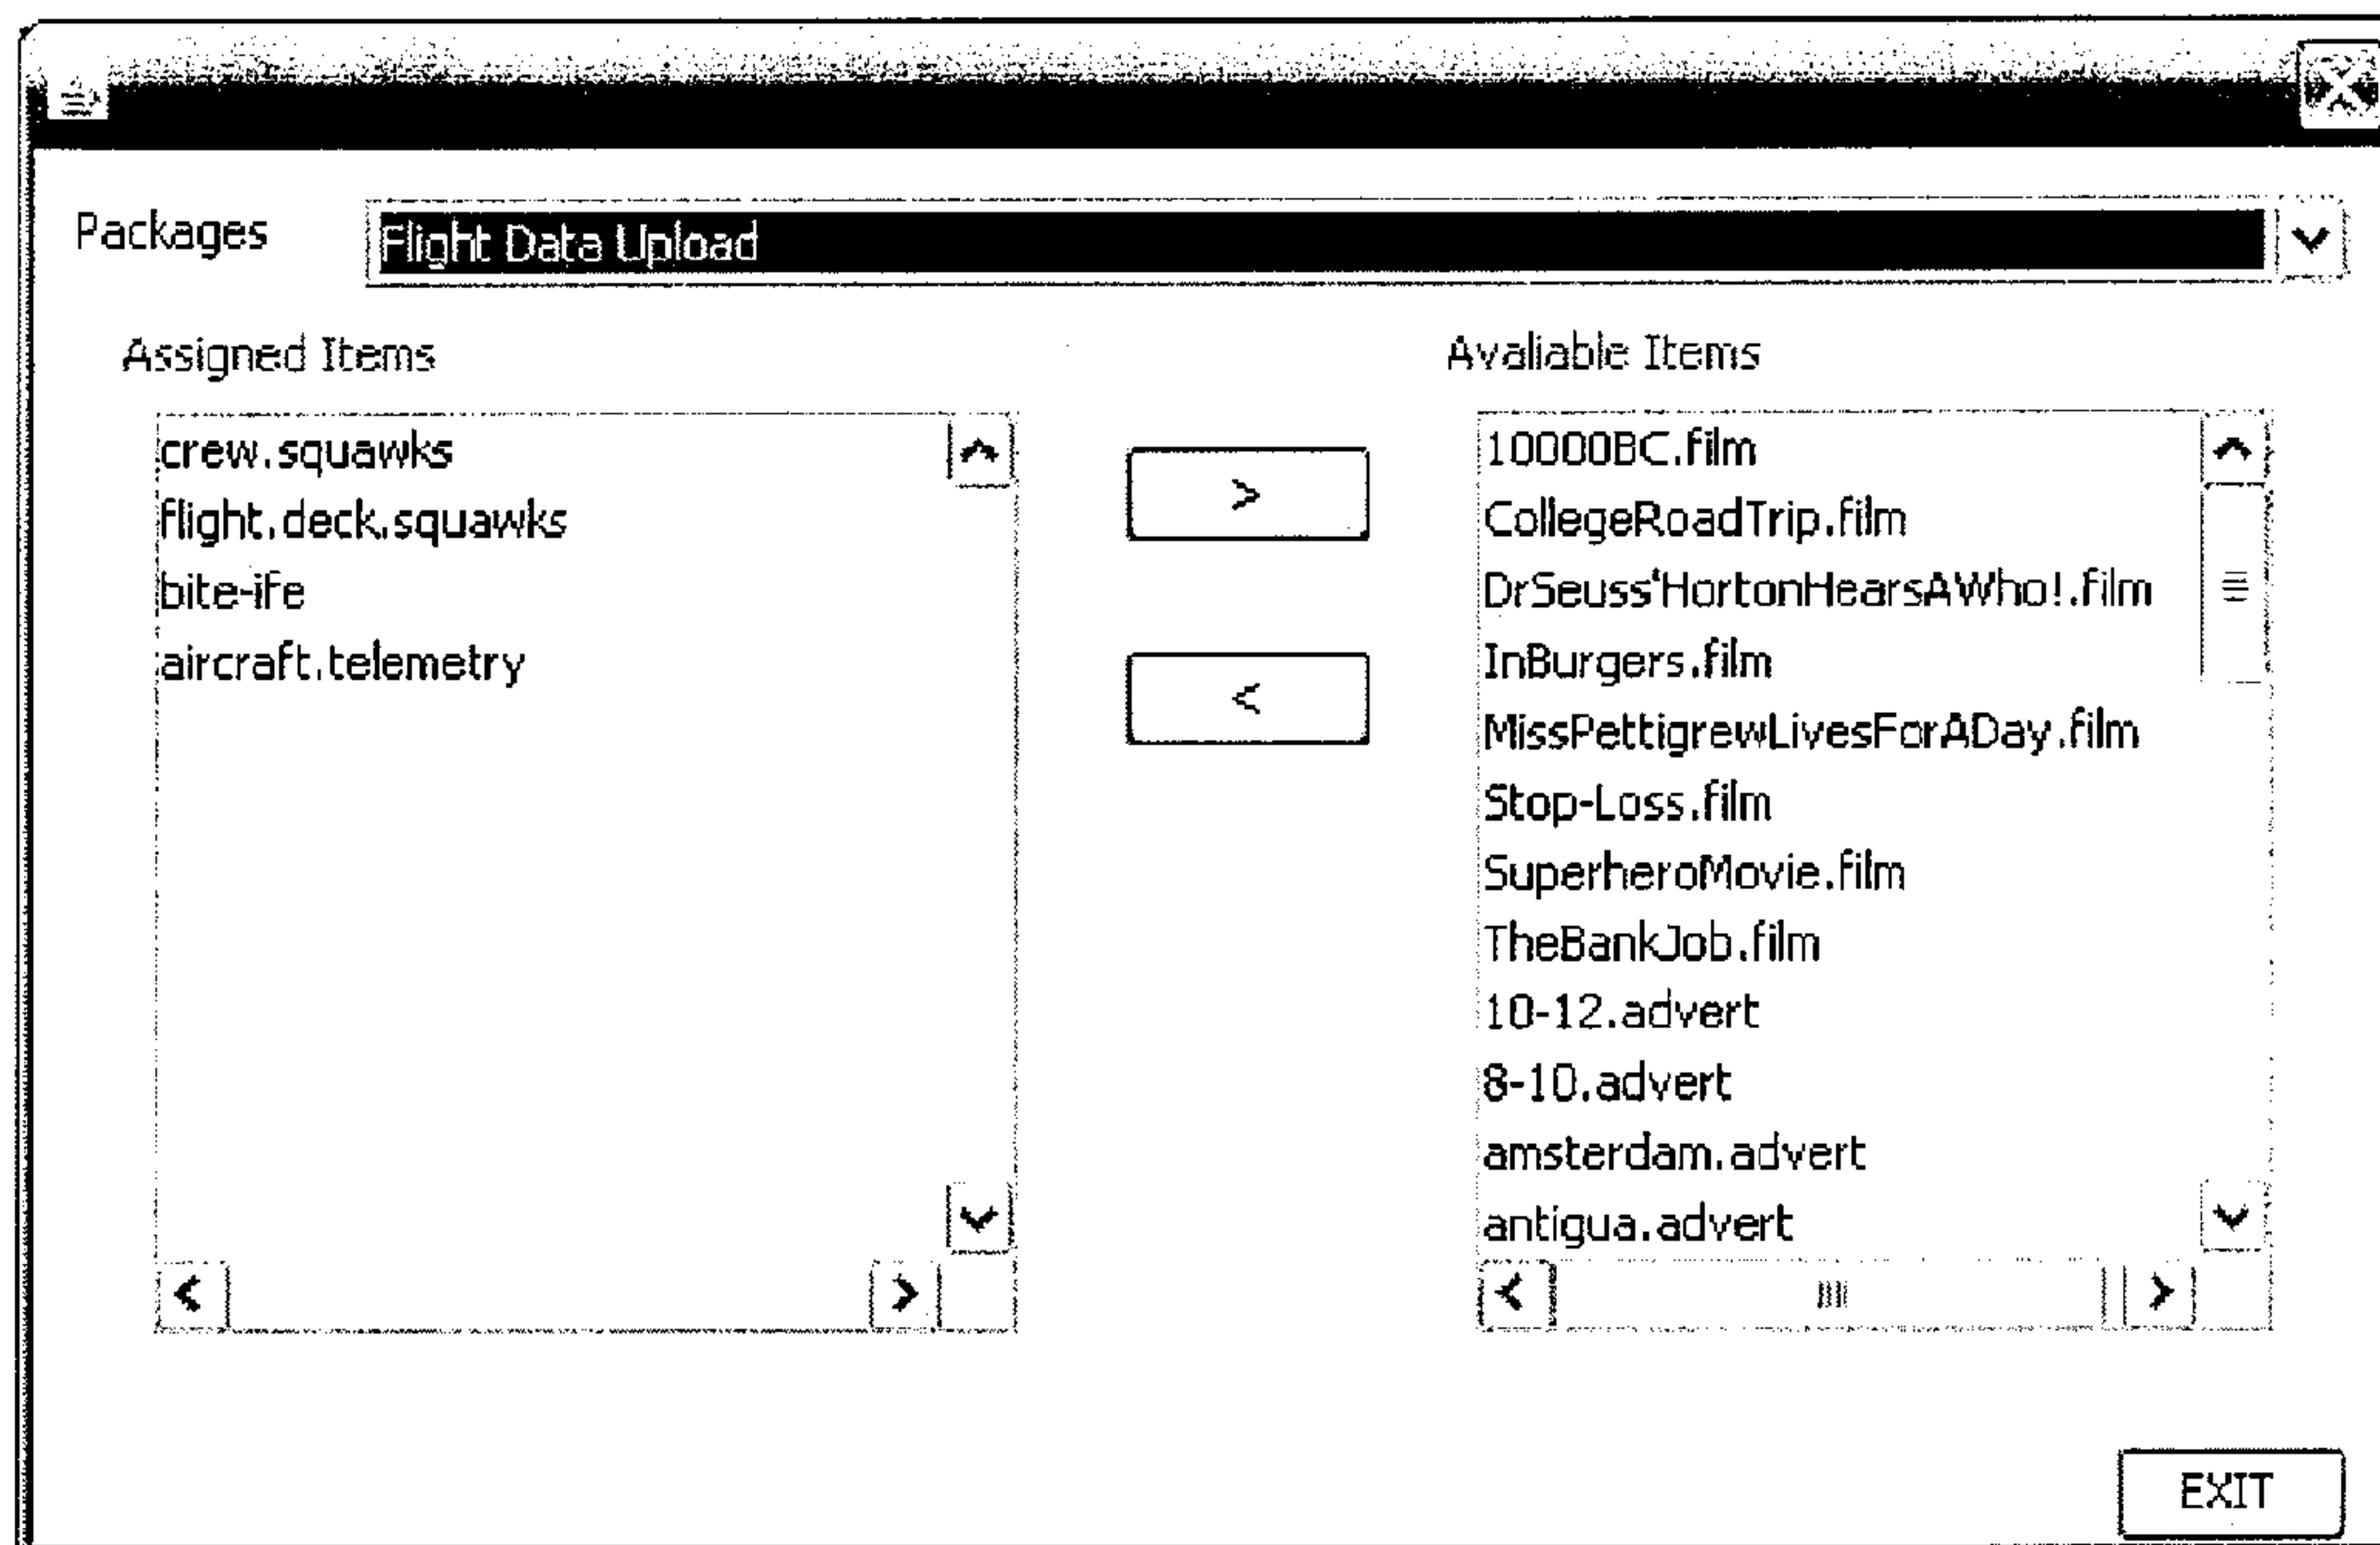 Packages
Flight Data Upload
Assigned Items
Avaliable Items
crew.squawks
flight.deck.squawks
bite-ife
aircraft.telemetry
>
<
10000BC.film
CollegeRoadTrip.film
DrSeuss'HortonHearsAWho!.film
InBurgers.film
MissPettigrewLivesForADay.film
Stop-Loss.film
SuperheroMovie.film
TheBankJob.film
10-12.advert
8-10.advert
amsterdam.advert
antigua.advert
EXIT